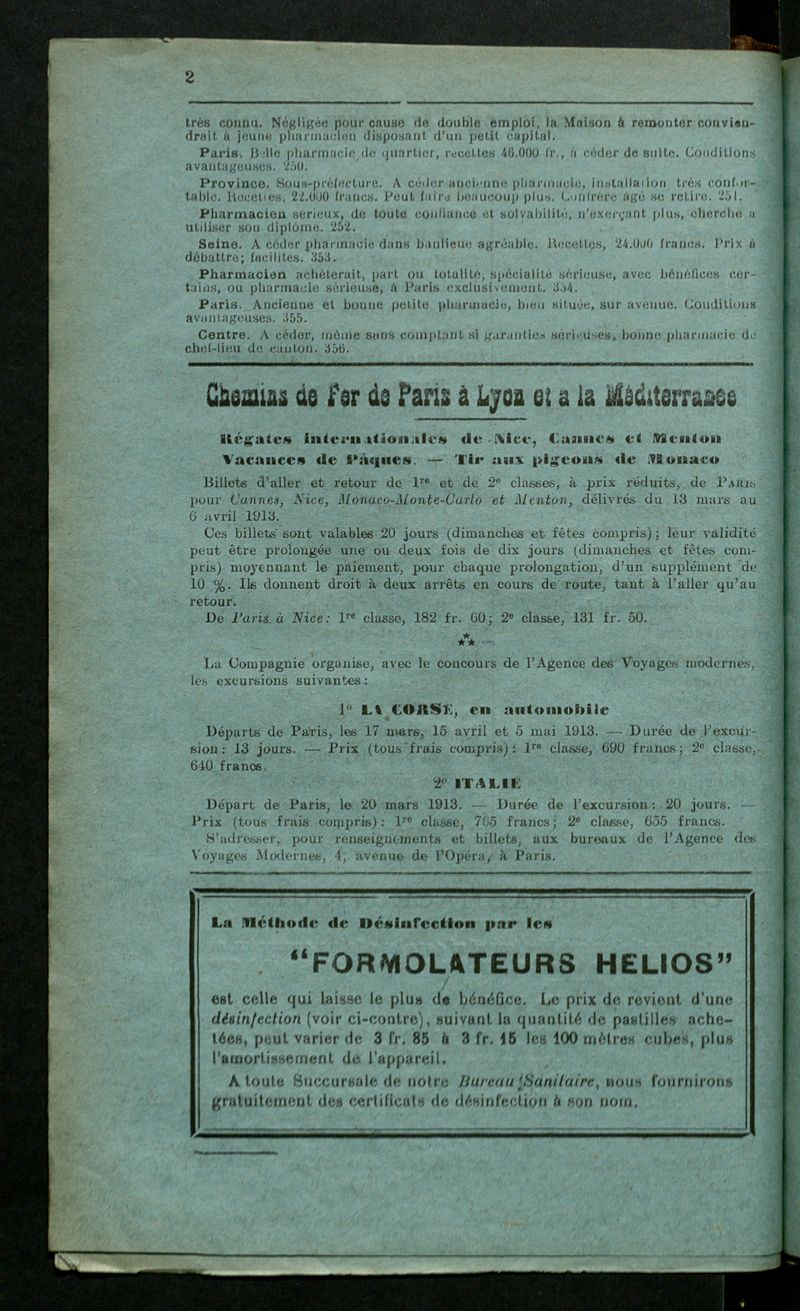 2
très connu. Négligée pour cause de double emploi, la Maison à remonter convien-
drait à jeune pharmacien disposant d'un petit capital.
Paris. Belle pharmacie de quartier, recettes 46.000 fr., à céder de suite. Conditions
avantageuses. 250.
Province. Sous-préfecture. A céder ancienne pharmacie, installation très confor-
table. Recettes, 22.000 francs. Peut faire beaucoup plus. Confrère agé se retire. 251.
Pharmacien sérieux, de toute confiance et solvabilité, n'exerçant plus, cherche à
utiliser son diplôme. 252.
Seine. A céder pharmacie dans banlieue agréable. Recettes, 24.000 francs. Prix à
débattre; facilités. 353.
Pharmacien achèterait, part ou totalité, spécialité sérieuse, avec bénéfices cer-
tains, ou pharmacie sérieuse, à Paris exclusivement. 354.
Paris. Ancienne et bonne petite pharmacie, bien située, sur avenue. Conditions
avantageuses. 355.
Centre. A céder, même sans comptant si garanties sérieuses, bonne pharmacie de
chef-lieu de canton. 356.
Chemins de Fer de Paris à Lyon et à la Méditerranée
Régates internationales de Nice, Cannes et Menton
Vacances de Pâques. — Tir aux pigeons de Monaco
Billets d'aller et retour de 1re et de 2e classes, à prix réduits, de PARIS
pour Cannes, Nice, Monaco-Monte-Carlo et Menton, délivrés du 13 mars au
6 avril 1913.
Ces billets sont valables 20 jours (dimanches et fêtes compris); leur validité
peut être prolongée une ou deux fois de dix jours (dimanches et fêtes com-
pris) moyennant le paiement, pour chaque prolongation, d'un supplément de
10 %. Ils donnent droit à deux arrêts en cours de route, tant à l'aller qu'au
retour.
De Paris à Nice: 1re classe, 182 fr. 60; 2e classe, 131 fr. 50.
⁂
La Compagnie organise, avec le concours de l'Agence des Voyages modernes,
les excursions suivantes:
1° LA CORSE, en automobile
Départs de Paris, les 17 mars, 15 avril et 5 mai 1913. — Durée de l'excur-
sion: 13 jours. — Prix (tous frais compris): 1re classe, 690 francs; 2e classe,
640 francs.
2° ITALIE
Départ de Paris, le 20 mars 1913. — Durée de l'excursion: 20 jours. —
Prix (tous frais compris): 1re classe, 705 francs; 2e classe, 655 francs.
S'adresser, pour renseignements et billets, aux bureaux de l'Agence des
Voyages Modernes, 1, avenue de l'Opéra, à Paris.
La Méthode de Désinfection par les
“FORMOLATEURS HELIOS”
est celle qui laisse le plus de bénéfice. Le prix de revient d'une
désinfection (voir ci-contre), suivant la quantité de pastilles ache-
tées, peut varier de 3 fr. 85 à 3 fr. 15 les 100 mètres cubes, plus
l'amortissement de l'appareil.
A toute Succursale de notre Bureau Sanitaire, nous fournirons
gratuitement des certificats de désinfection à son nom.